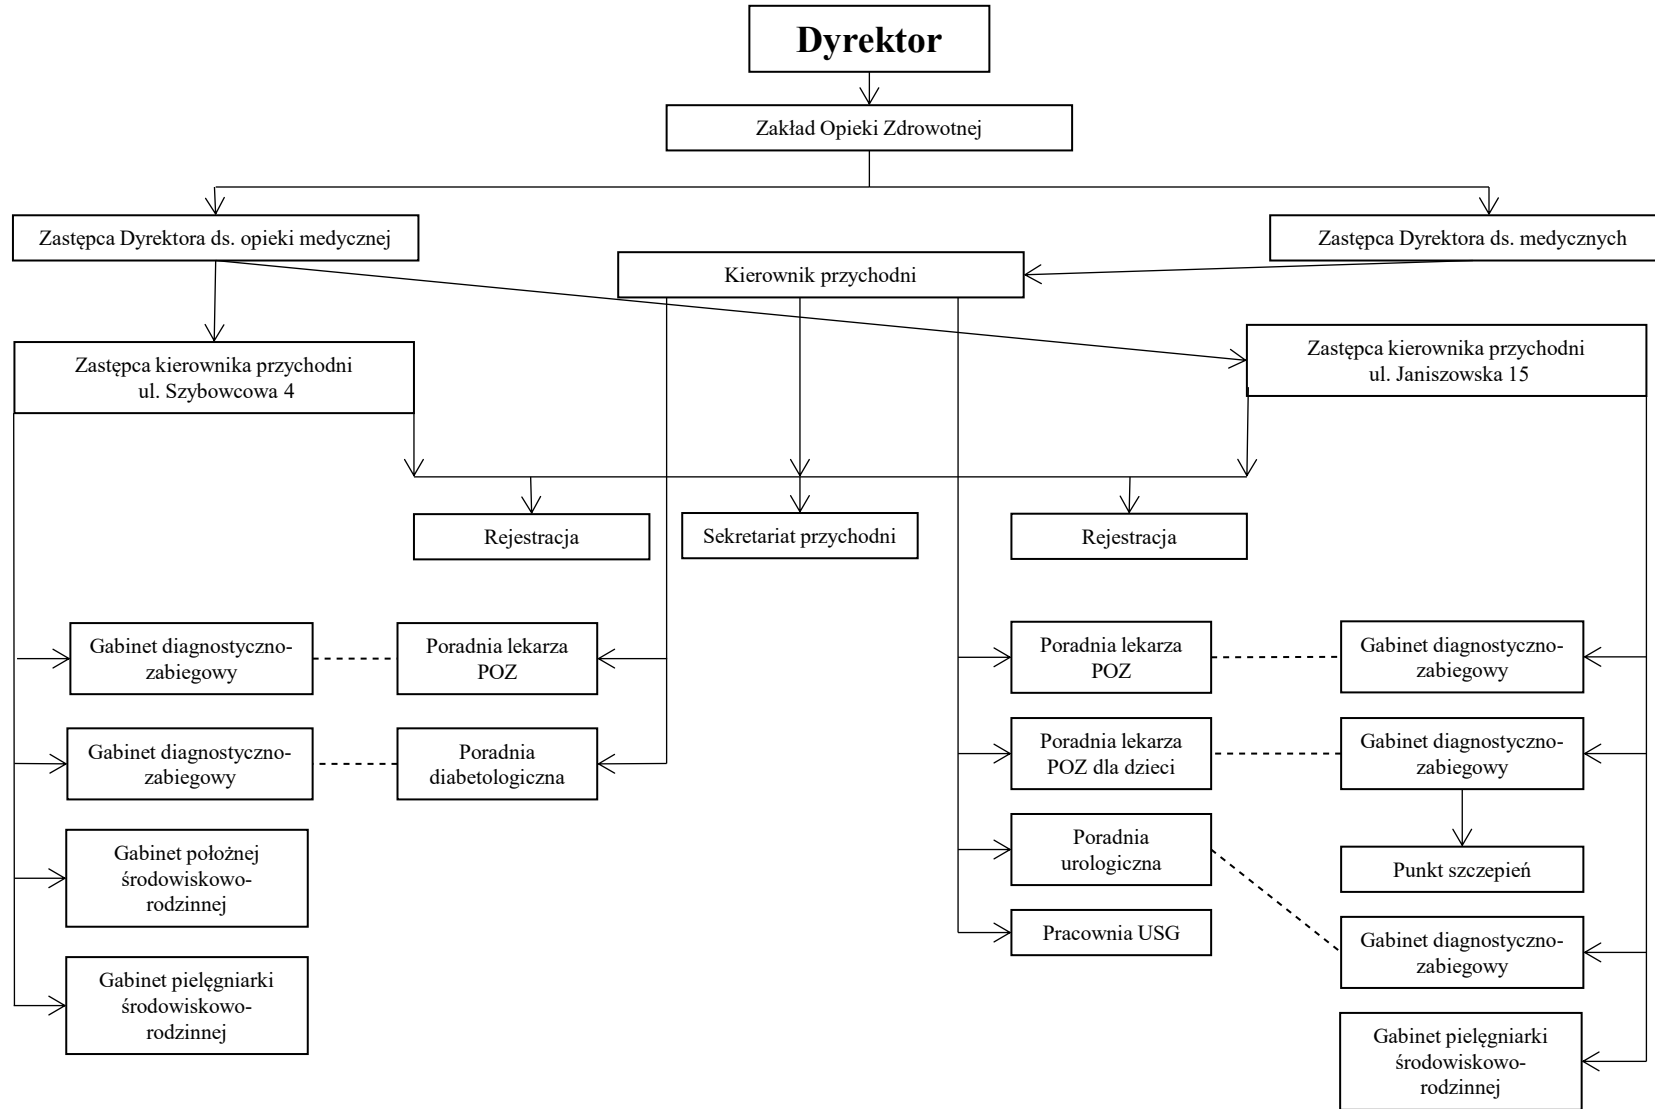 Dyrektor
Zakład Opieki Zdrowotnej
Zastępca Dyrektora ds. opieki medycznej
Zastępca Dyrektora ds. medycznych
Kierownik przychodni
Zastępca kierownika przychodni
ul. Szybowcowa 4
Zastępca kierownika przychodni
ul. Janiszowska 15
Rejestracja
Sekretariat przychodni
Rejestracja
Gabinet diagnostyczno-
zabiegowy
Poradnia lekarza
POZ
Poradnia lekarza
POZ
Gabinet diagnostyczno-
zabiegowy
Gabinet diagnostyczno-
zabiegowy
Poradnia
diabetologiczna
Poradnia lekarza
POZ dla dzieci
Gabinet diagnostyczno-
zabiegowy
Gabinet położnej
środowiskowo-
rodzinnej
Poradnia
urologiczna
Punkt szczepień
Pracownia USG
Gabinet diagnostyczno-
zabiegowy
Gabinet pielęgniarki
środowiskowo-
rodzinnej
Gabinet pielęgniarki
środowiskowo-
rodzinnej